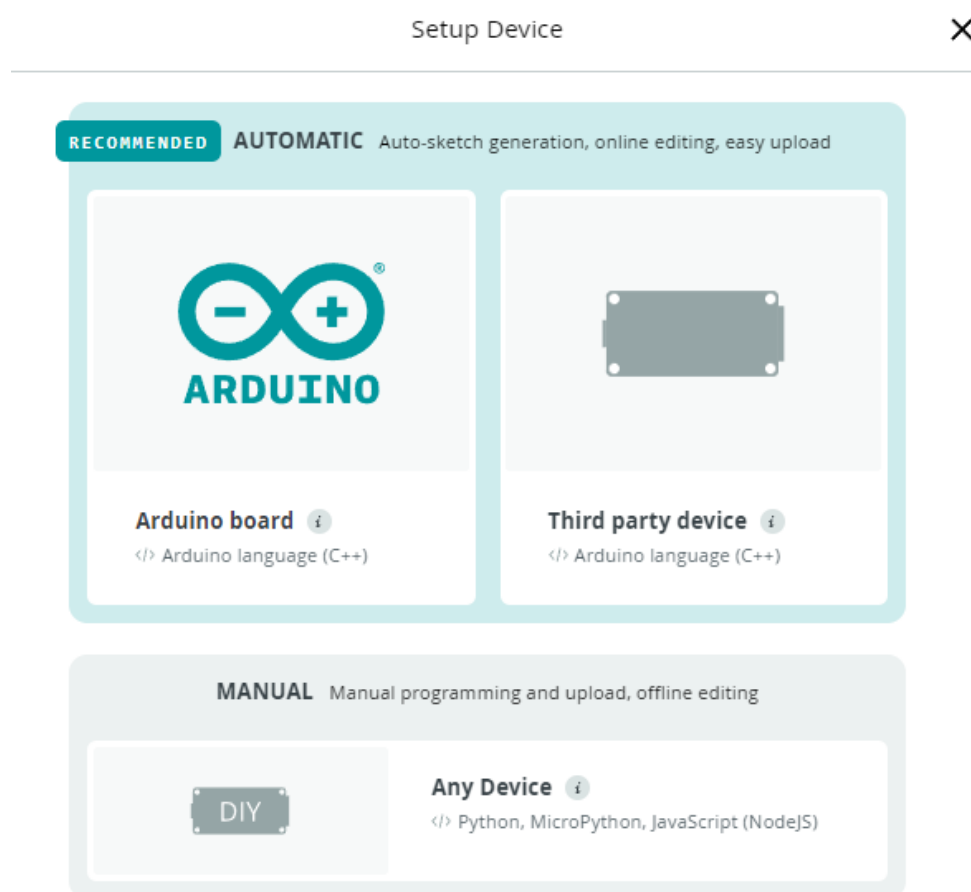 Setup Device
RECOMMENDED AUTOMATIC Auto-sketch generation, online editing, easy upload
ARDUINO
®
Arduino board i
</> Arduino language (C++)
Third party device i
</> Arduino language (C++)
MANUAL Manual programming and upload, offline editing
DIY
Any Device i
</> Python, MicroPython, JavaScript (NodeJS)